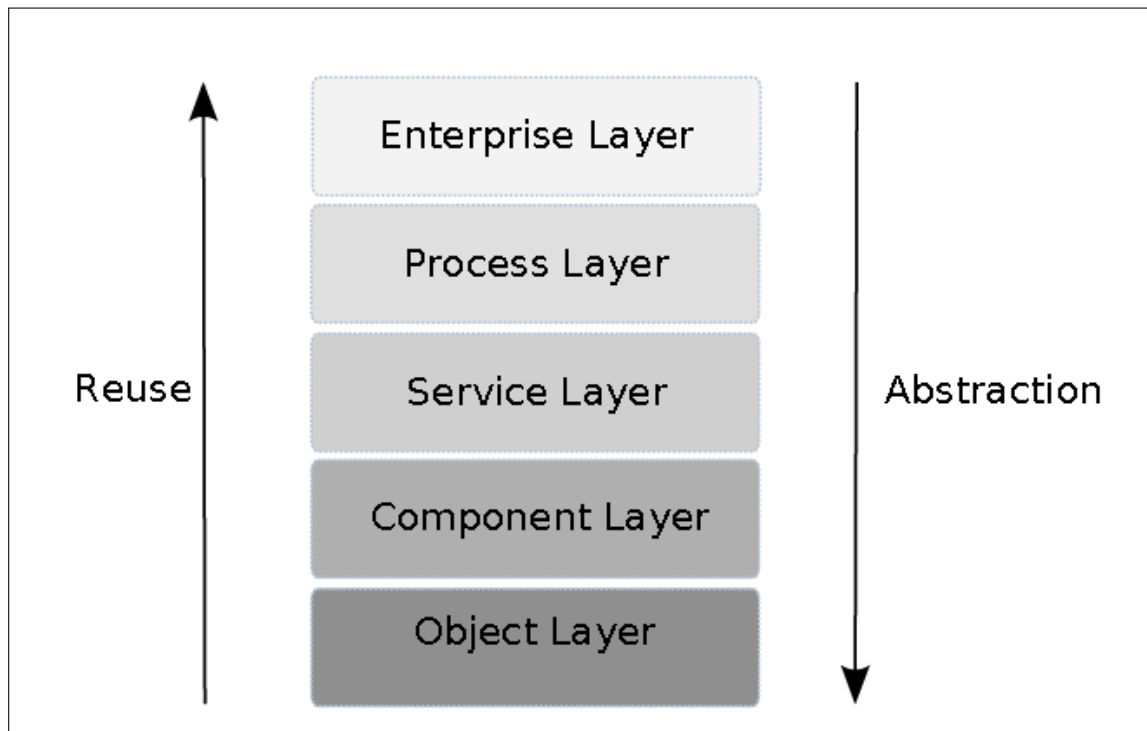 Enterprise Layer
Process Layer
Reuse
Service Layer
Abstraction
Component Layer
Object Layer